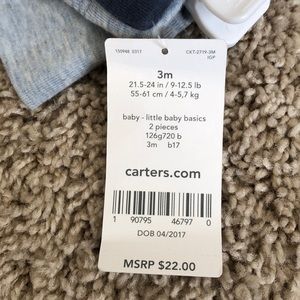 150948 0317 CKT-2719-3M
IGP
3m
21.5-24 in / 9-12.5 lb
55-61 cm / 4-5,7 kg
baby - little baby basics
2 pieces
126g720 b
3m b17
carters.com
1 90795 46797 0
DOB 04/2017
MSRP $22.00